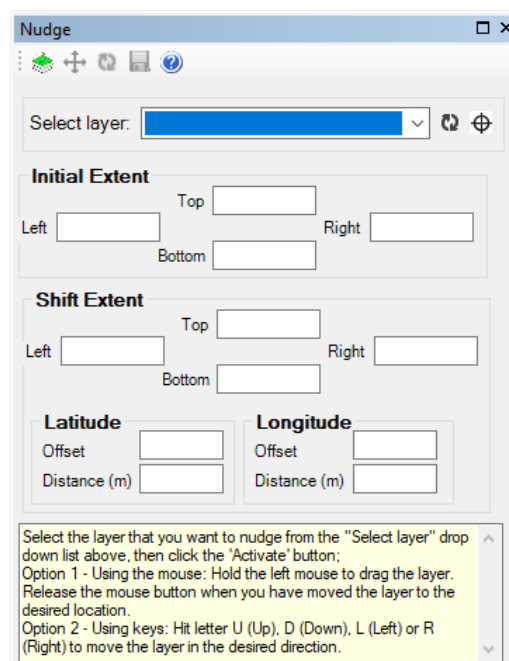 Nudge
Select layer:
Initial Extent
Top
Left
Right
Bottom
Shift Extent
Top
Left
Right
Bottom
Latitude
Longitude
Offset
Offset
Distance (m)
Distance (m)
Select the layer that you want to nudge from the "Select layer" drop
down list above, then click the 'Activate' button;
Option 1 - Using the mouse: Hold the left mouse to drag the layer.
Release the mouse button when you have moved the layer to the
desired location.
Option 2 - Using keys: Hit letter U (Up), D (Down), L (Left) or R
(Right) to move the layer in the desired direction.